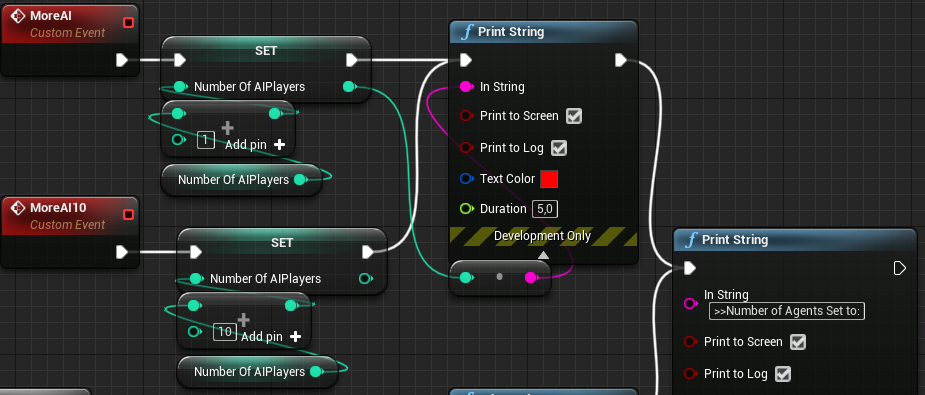 MoreAI
Custom Event
SET
Number Of AIPlayers
1
Add pin +
Number Of AIPlayers
f Print String
In String
Print to Screen
Print to Log
Text Color
Duration 5,0
Development Only
MoreAI10
Custom Event
SET
Number Of AIPlayers
10
Add pin +
Number Of AIPlayers
f Print String
In String
>>Number of Agents Set to:
Print to Screen
Print to Log